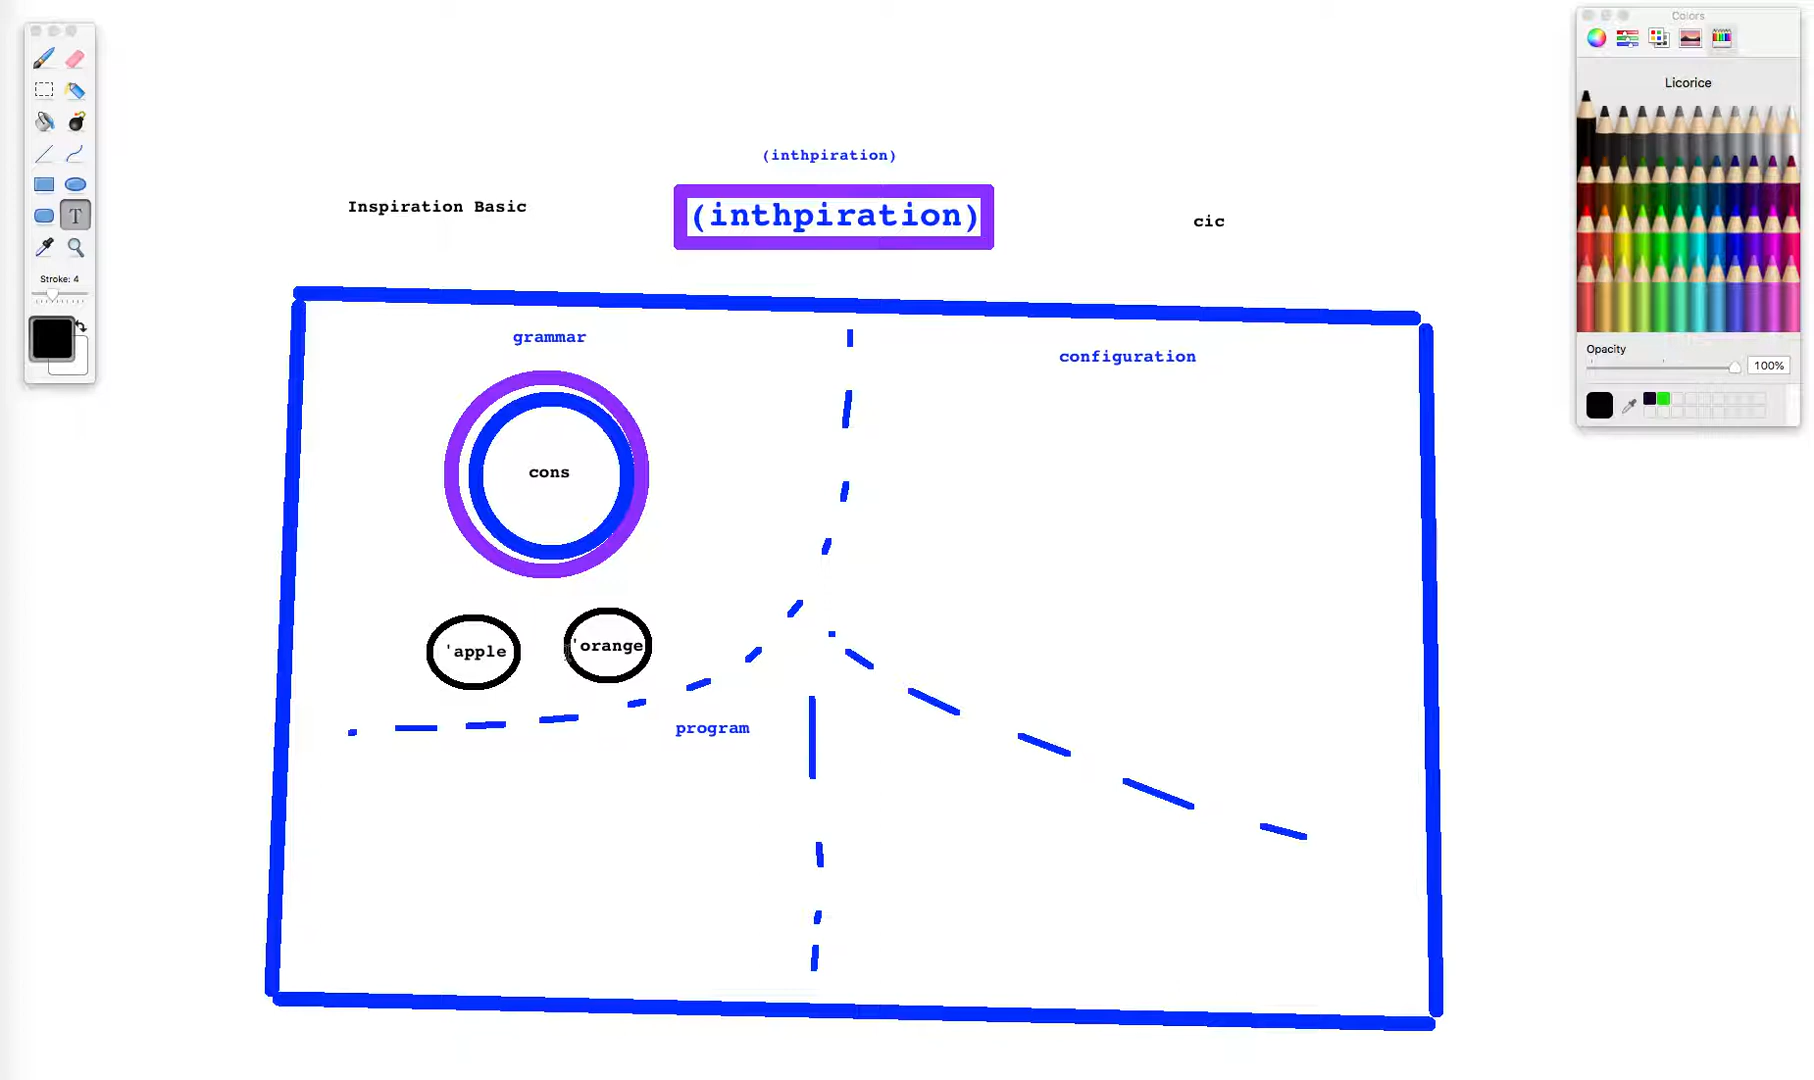 Colors
Licorice
(inthpiration)
Inspiration Basic
(inthpiration)
cic
T
Stroke: 4
grammar
configuration
Opacity
100%
cons
'apple
'orange
program